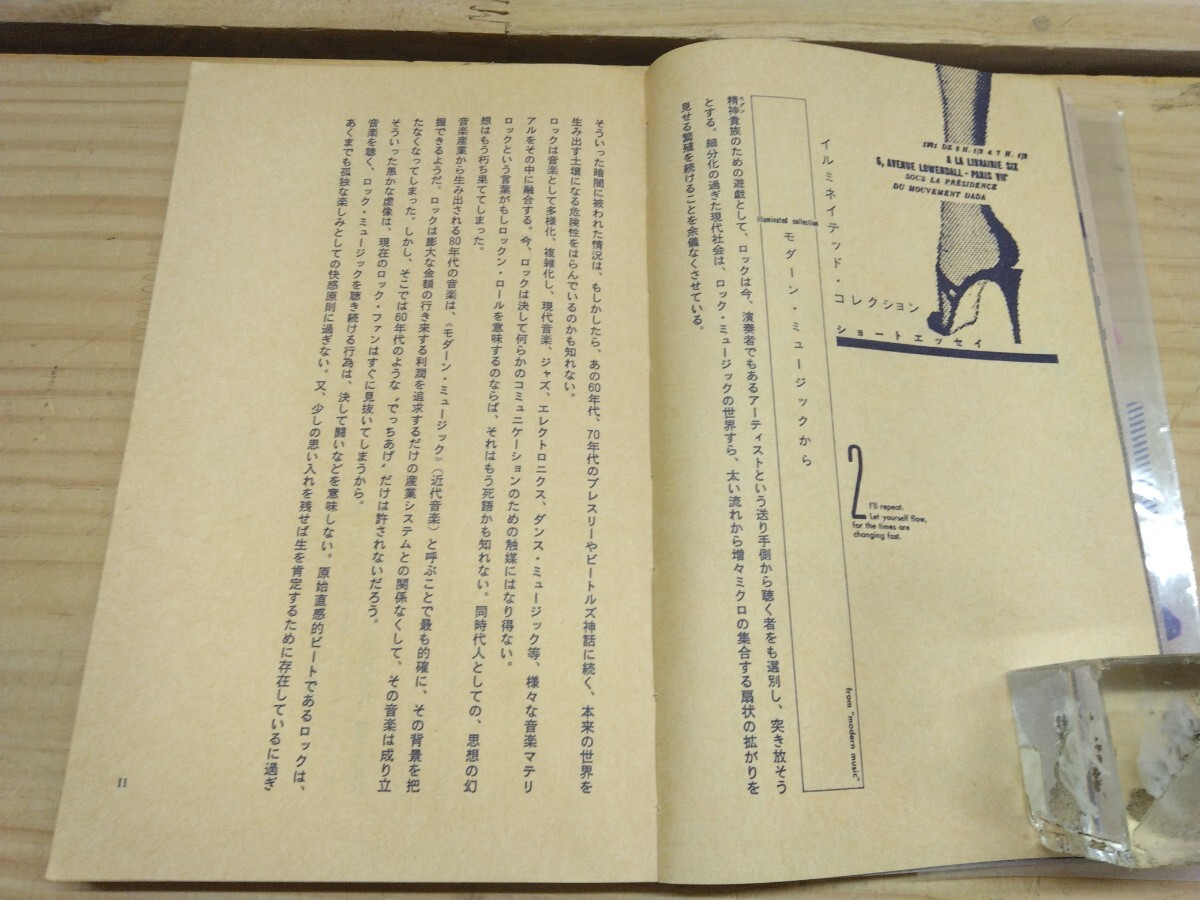 1921 DE 2 H. 1/2 A 7 H. 1/2
A LA LIBRAIRIE SIX
5, AVENUE LOWENDALL - PARIS VIIe
SOUS LA PRÉSIDENCE
DU MOUVEMENT DADA
イルミネイテッド・コレクション
ショートエッセイ
2
I'll repeat.
Let yourself flow,
for the times are
changing fast.
illuminated collection
モダーン・ミュージックから
from "modern music"
精神貴族のための遊戯として、ロックは今、演奏者でもあるアーティストという送り手側から聴く者をも選別し、突き放そう
とする。細分化の過ぎた現代社会は、ロック・ミュージックの世界すら、太い流れから増々ミクロの集合する扇状の拡がりを
見せる繁殖を続けることを余儀なくさせている。
そういった暗闇に被われた情況は、もしかしたら、あの60年代、70年代のプレスリーやビートルズ神話に続く、本来の世界を
生み出す土壌になる危険性をはらんでいるのかも知れない。
ロックは音楽として多様化、複雑化し、現代音楽、ジャズ、エレクトロニクス、ダンス・ミュージック等、様々な音楽マテリ
アルをその中に融合する。今、ロックは決して何らかのコミュニケーションのための触媒にはなり得ない。
ロックという言葉がもしロックン・ロールを意味するのならば、それはもう死語かも知れない。同時代人としての、思想の幻
想はもう朽ち果ててしまった。
音楽産業から生み出される80年代の音楽は、《モダーン・ミュージック》（近代音楽）と呼ぶことで最も的確に、その背景を把
握できるようだ。ロックは膨大な金額の行き来する利潤を追求するだけの産業システムとの関係なくして、その音楽は成り立
たなくなってしまった。しかし、そこでは60年代のような〝でっちあげ〟だけは許されないだろう。
そういった愚かな虚像は、現在のロック・ファンはすぐに見抜いてしまうから。
音楽を聴く、ロック・ミュージックを聴き続ける行為は、決して闘いなどを意味しない。原始直感的ビートであるロックは、
あくまでも孤独な楽しみとしての快感原則に過ぎない。又、少しの思い入れを残せば生を肯定するために存在しているに過ぎ
11